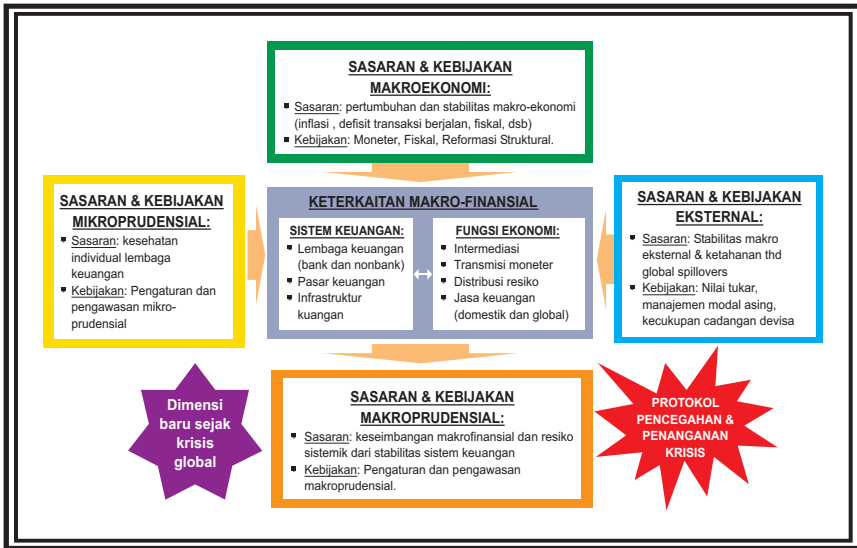 SASARAN & KEBIJAKAN
MAKROEKONOMI:
▪ Sasaran: pertumbuhan dan stabilitas makro-ekonomi
(inflasi , defisit transaksi berjalan, fiskal, dsb)
▪ Kebijakan: Moneter, Fiskal, Reformasi Struktural.
SASARAN & KEBIJAKAN
MIKROPRUDENSIAL:
▪ Sasaran: kesehatan
individual lembaga
keuangan
▪ Kebijakan: Pengaturan dan
pengawasan mikro-
prudensial
KETERKAITAN MAKRO-FINANSIAL
SISTEM KEUANGAN:
▪ Lembaga keuangan
(bank dan nonbank)
▪ Pasar keuangan
▪ Infrastruktur
kuangan
FUNGSI EKONOMI:
▪ Intermediasi
▪ Transmisi moneter
▪ Distribusi resiko
▪ Jasa keuangan
(domestik dan global)
SASARAN & KEBIJAKAN
EKSTERNAL:
▪ Sasaran: Stabilitas makro
eksternal & ketahanan thd
global spillovers
▪ Kebijakan: Nilai tukar,
manajemen modal asing,
kecukupan cadangan devisa
Dimensi
baru sejak
krisis
global
SASARAN & KEBIJAKAN
MAKROPRUDENSIAL:
▪ Sasaran: keseimbangan makrofinansial dan resiko
sistemik dari stabilitas sistem keuangan
▪ Kebijakan: Pengaturan dan pengawasan
makroprudensial.
PROTOKOL
PENCEGAHAN &
PENANGANAN
KRISIS